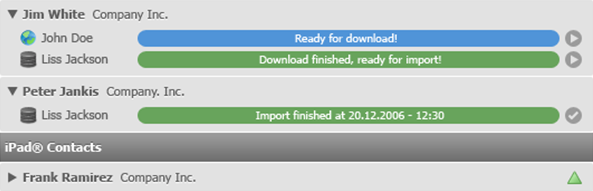 Jim White Company Inc.
John Doe Ready for download!
Liss Jackson Download finished, ready for import!
Peter Jankis Company. Inc.
Liss Jackson Import finished at 20.12.2006 - 12:30
iPad® Contacts
Frank Ramirez Company Inc.